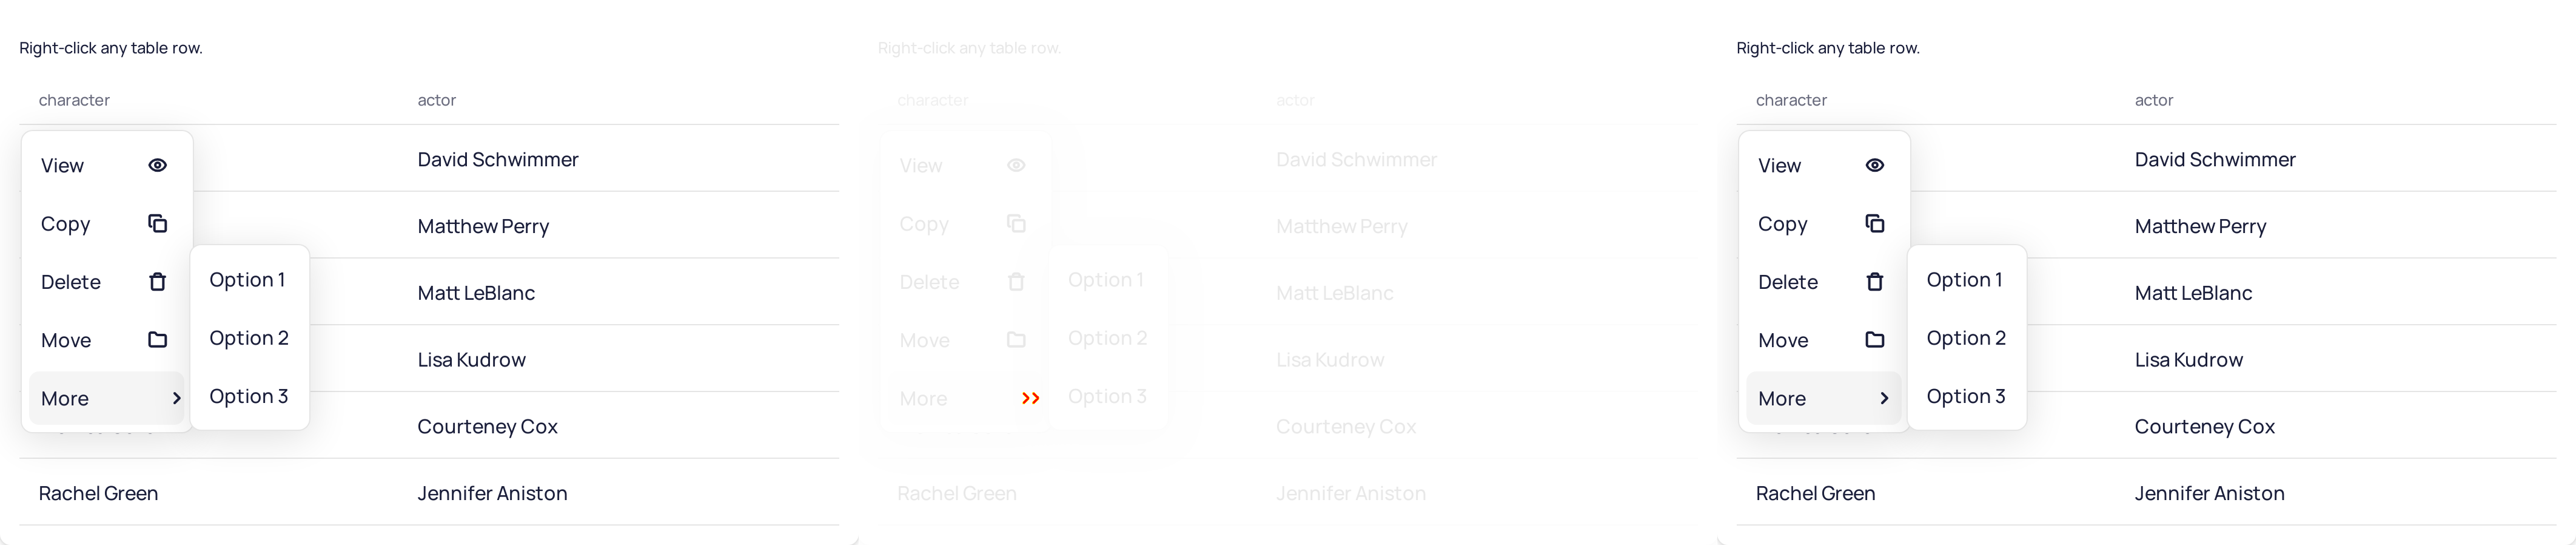 Right-click any table row.
character actor
View
David Schwimmer
Copy
Matthew Perry
Delete
Option 1
Matt LeBlanc
Move
Option 2
Lisa Kudrow
More
Option 3
Courteney Cox
Rachel Green Jennifer Aniston
Right-click any table row.
character actor
View
David Schwimmer
Copy
Matthew Perry
Delete
Option 1
Matt LeBlanc
Move
Option 2
Lisa Kudrow
More
Option 3
Courteney Cox
Rachel Green Jennifer Aniston
Right-click any table row.
character actor
View
David Schwimmer
Copy
Matthew Perry
Delete
Option 1
Matt LeBlanc
Move
Option 2
Lisa Kudrow
More
Option 3
Courteney Cox
Rachel Green Jennifer Aniston